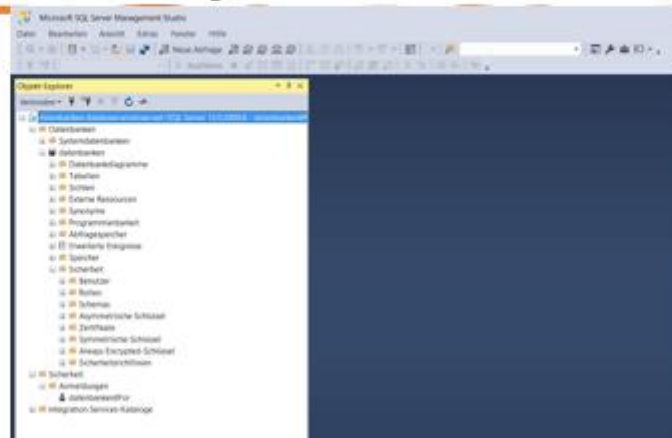 Microsoft SQL Server Management Studio
Datei Bearbeiten Ansicht Extras Fenster Hilfe
Neue Abfrage
Ausführen
Objekt-Explorer
Verbinden
Datenbanken
Systemdatenbanken
datenbanken
Datenbankdiagramme
Tabellen
Sichten
Externe Ressourcen
Synonyme
Programmierbarkeit
Abfragespeicher
Erweiterte Ereignisse
Speicher
Sicherheit
Benutzer
Rollen
Schemas
Asymmetrische Schlüssel
Zertifikate
Symmetrische Schlüssel
Always Encrypted-Schlüssel
Sicherheitsrichtlinien
Sicherheit
Anmeldungen
Integration Services-Kataloge